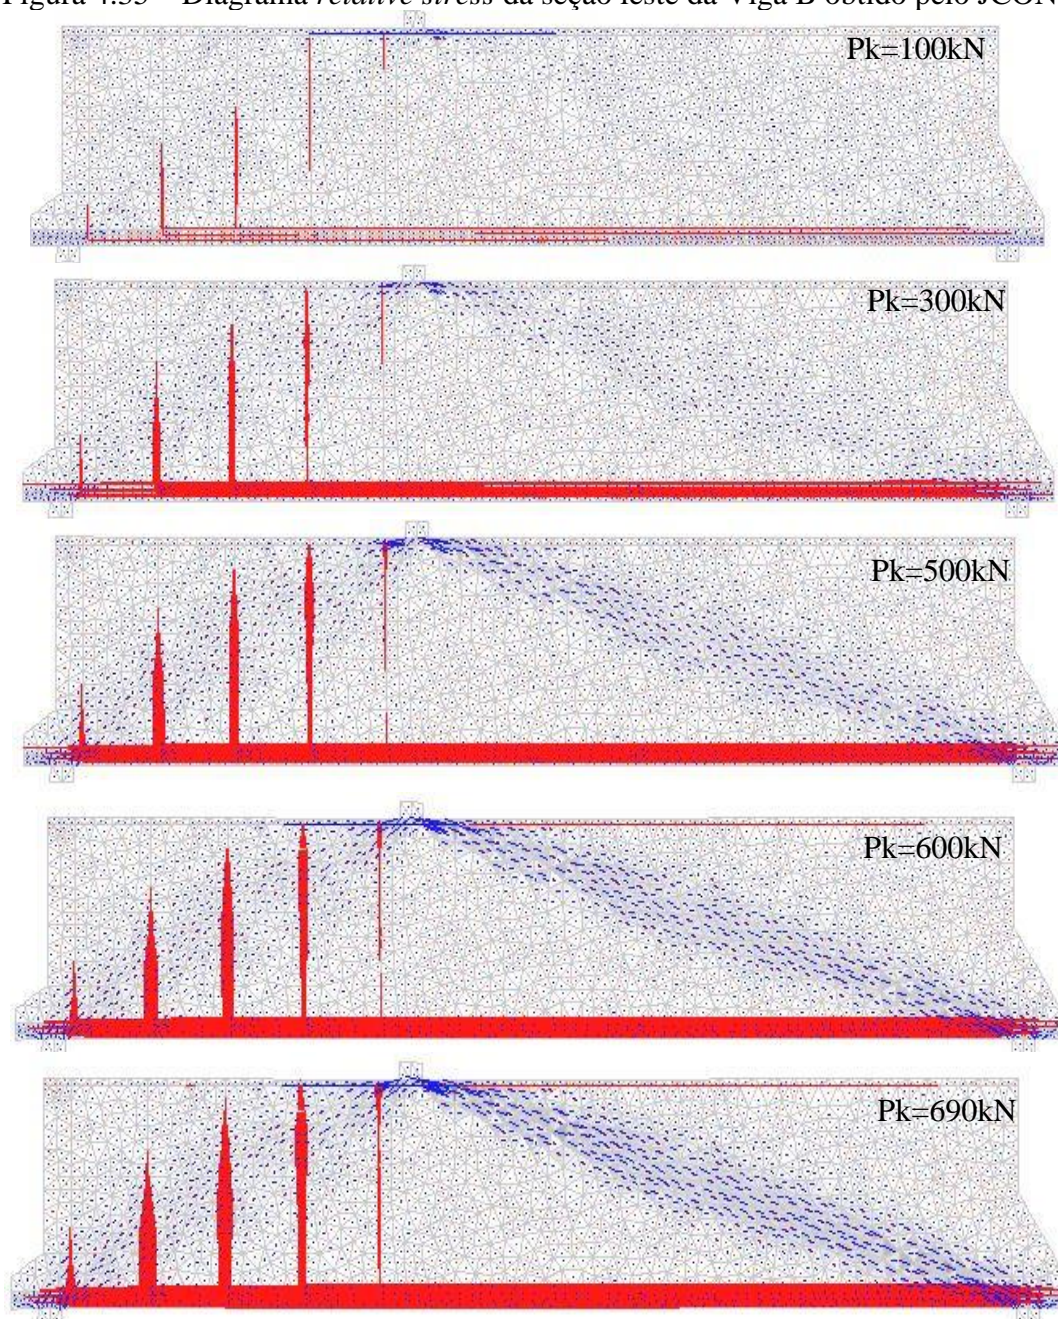 Figura 4.35 – Diagrama relative stress da seção leste da Viga B obtido pelo JCON
Pk=100kN
Pk=300kN
Pk=500kN
Pk=600kN
Pk=690kN